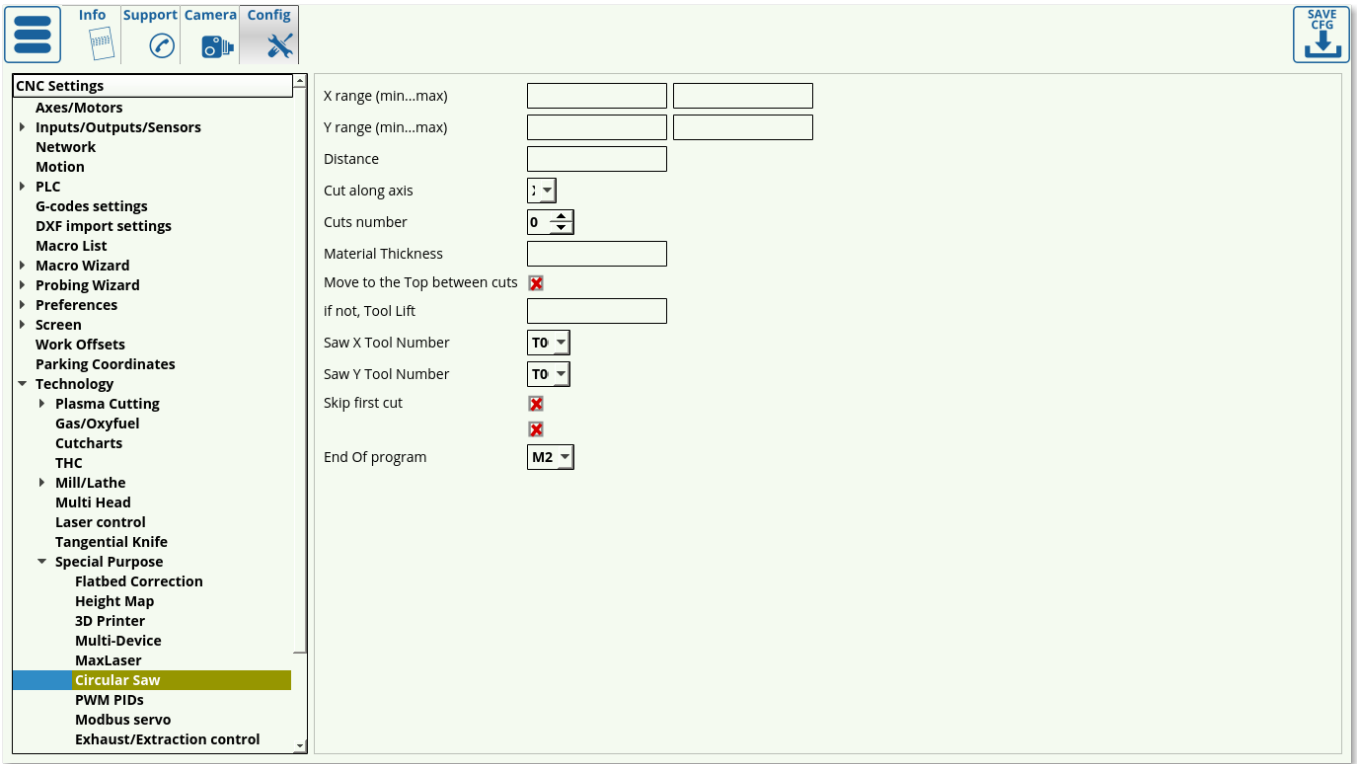 Info Support Camera Config
SAVE
CFG
CNC Settings
Axes/Motors
Inputs/Outputs/Sensors
Network
Motion
PLC
G-codes settings
DXF import settings
Macro List
Macro Wizard
Probing Wizard
Preferences
Screen
Work Offsets
Parking Coordinates
Technology
Plasma Cutting
Gas/Oxyfuel
Cutcharts
THC
Mill/Lathe
Multi Head
Laser control
Tangential Knife
Special Purpose
Flatbed Correction
Height Map
3D Printer
Multi-Device
MaxLaser
Circular Saw
PWM PIDs
Modbus servo
Exhaust/Extraction control
X range (min...max)
Y range (min...max)
Distance
Cut along axis
Cuts number 0
Material Thickness
Move to the Top between cuts
if not, Tool Lift
Saw X Tool Number T0
Saw Y Tool Number T0
Skip first cut
End Of program M2